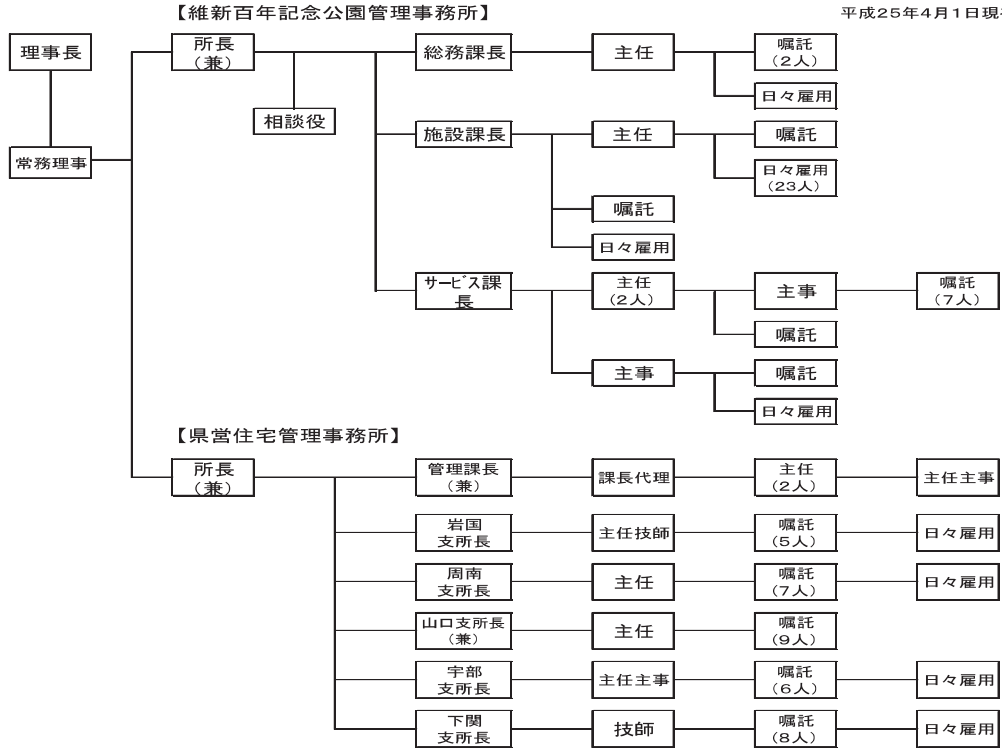 【維新百年記念公園管理事務所】
平成25年4月1日現
理事長
所長
（兼）
総務課長
主任
嘱託
（2人）
日々雇用
相談役
施設課長
主任
嘱託
常務理事
日々雇用
（23人）
嘱託
日々雇用
サービス課
長
主任
（2人）
主事
嘱託
（7人）
嘱託
主事
嘱託
日々雇用
【県営住宅管理事務所】
所長
（兼）
管理課長
（兼）
課長代理
主任
（2人）
主任主事
岩国
支所長
主任技師
嘱託
（5人）
日々雇用
周南
支所長
主任
嘱託
（7人）
日々雇用
山口支所長
（兼）
主任
嘱託
（9人）
宇部
支所長
主任主事
嘱託
（6人）
日々雇用
下関
支所長
技師
嘱託
（8人）
日々雇用